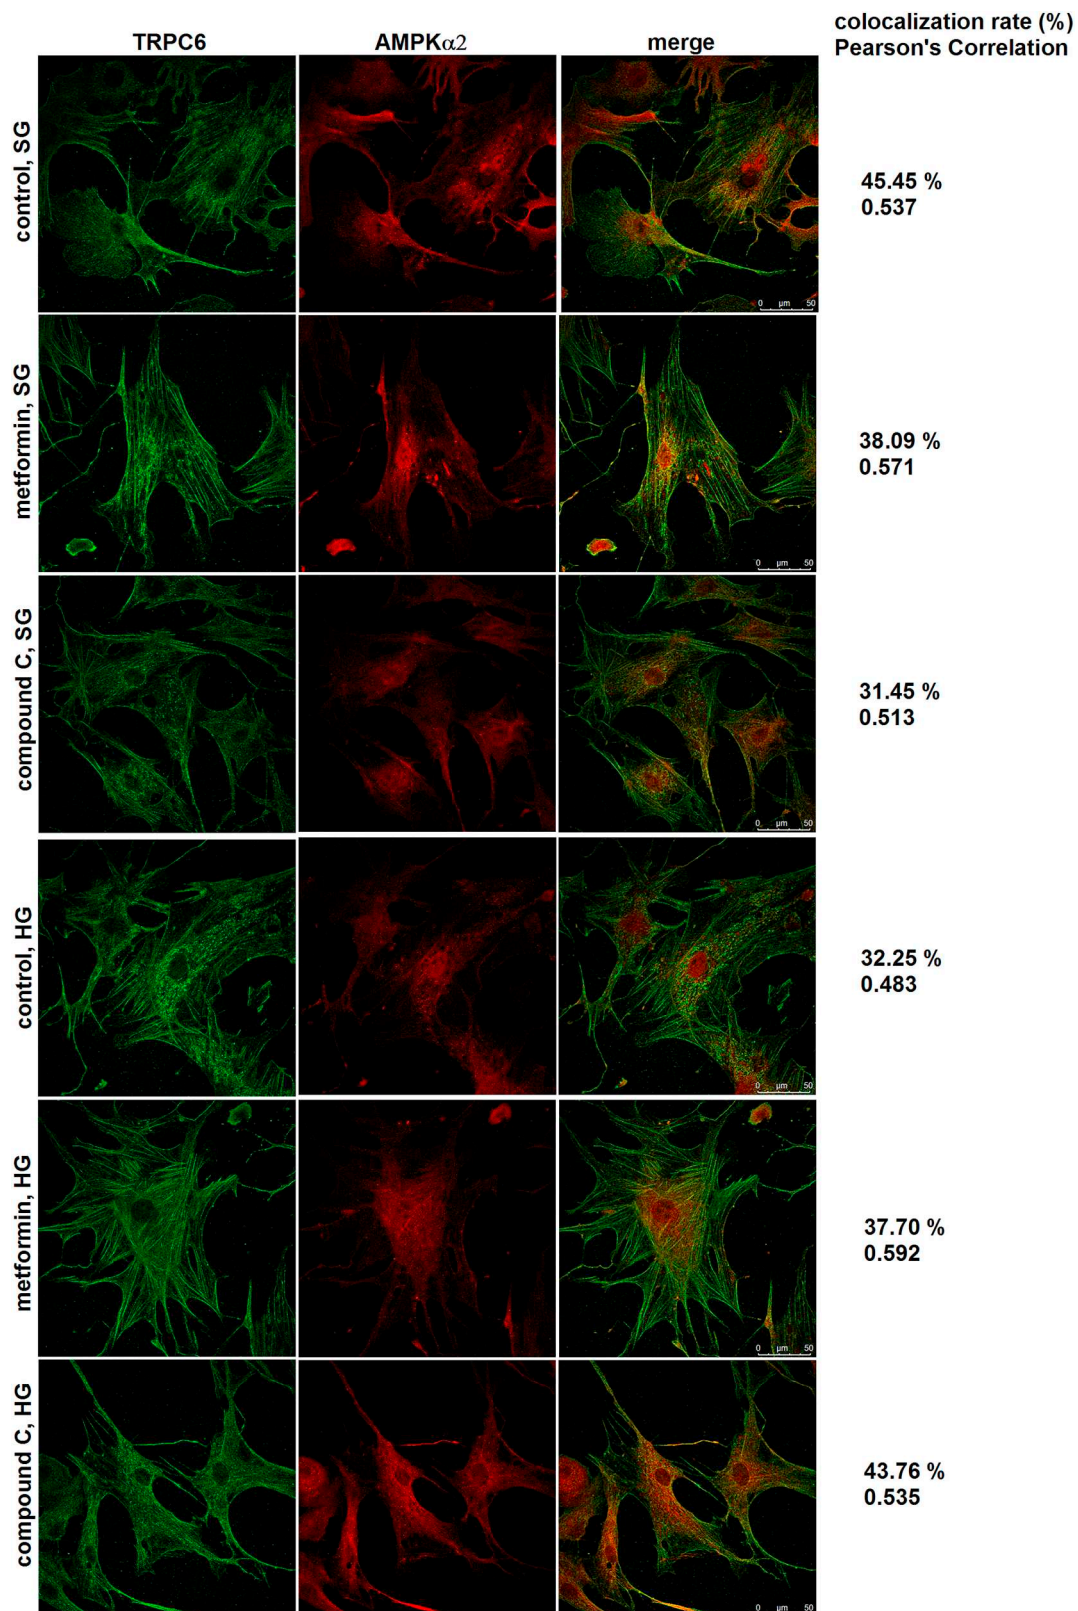 colocalization rate (%)
Pearson's Correlation
TRPC6 AMPKα2 merge
control, SG
45.45 %
0.537
0 µm 50
metformin, SG
38.09 %
0.571
0 µm 50
compound C, SG
31.45 %
0.513
0 µm 50
control, HG
32.25 %
0.483
0 µm 50
metformin, HG
37.70 %
0.592
0 µm 50
compound C, HG
43.76 %
0.535
0 µm 50